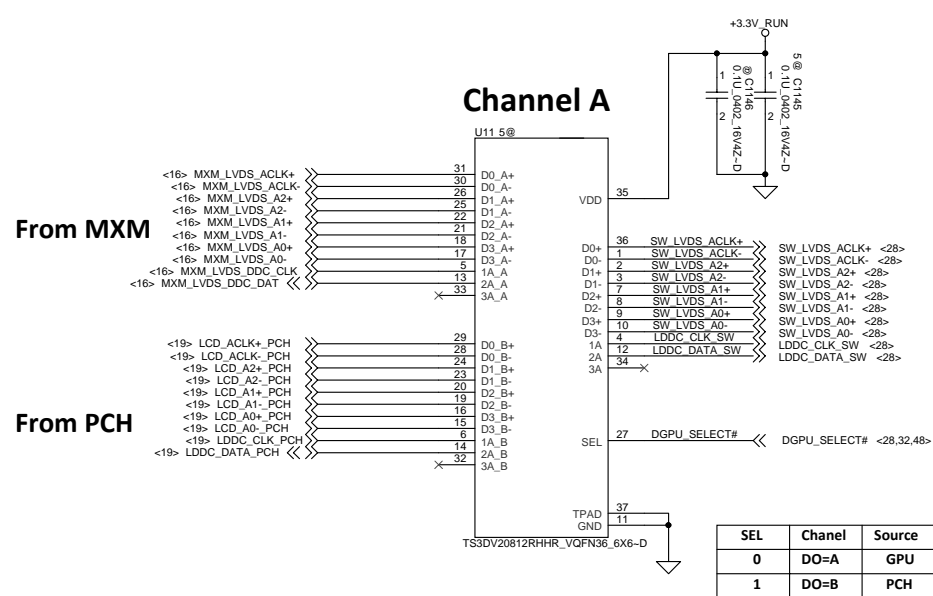 +3.3V_RUN
5@ C1145
0.1U_0402_16V4Z~D
@ C1146
0.1U_0402_16V4Z~D
1
2
1
2
Channel A
U11 5@
From MXM
<16> MXM_LVDS_ACLK+ 31 D0_A+
<16> MXM_LVDS_ACLK- 30 D0_A-
<16> MXM_LVDS_A2+ 26 D1_A+
<16> MXM_LVDS_A2- 25 D1_A-
<16> MXM_LVDS_A1+ 22 D2_A+
<16> MXM_LVDS_A1- 21 D2_A-
<16> MXM_LVDS_A0+ 18 D3_A+
<16> MXM_LVDS_A0- 17 D3_A-
<16> MXM_LVDS_DDC_CLK 5 1A_A
<16> MXM_LVDS_DDC_DAT 13 2A_A
33 3A_A
From PCH
<19> LCD_ACLK+_PCH 29 D0_B+
<19> LCD_ACLK-_PCH 28 D0_B-
<19> LCD_A2+_PCH 24 D1_B+
<19> LCD_A2-_PCH 23 D1_B-
<19> LCD_A1+_PCH 20 D2_B+
<19> LCD_A1-_PCH 19 D2_B-
<19> LCD_A0+_PCH 16 D3_B+
<19> LCD_A0-_PCH 15 D3_B-
<19> LDDC_CLK_PCH 6 1A_B
<19> LDDC_DATA_PCH 14 2A_B
32 3A_B
VDD 35
D0+ 36 SW_LVDS_ACLK+ SW_LVDS_ACLK+ <28>
D0- 1 SW_LVDS_ACLK- SW_LVDS_ACLK- <28>
D1+ 2 SW_LVDS_A2+ SW_LVDS_A2+ <28>
D1- 3 SW_LVDS_A2- SW_LVDS_A2- <28>
D2+ 7 SW_LVDS_A1+ SW_LVDS_A1+ <28>
D2- 8 SW_LVDS_A1- SW_LVDS_A1- <28>
D3+ 9 SW_LVDS_A0+ SW_LVDS_A0+ <28>
D3- 10 SW_LVDS_A0- SW_LVDS_A0- <28>
1A 4 LDDC_CLK_SW LDDC_CLK_SW <28>
2A 12 LDDC_DATA_SW LDDC_DATA_SW <28>
3A 34
SEL 27 DGPU_SELECT# DGPU_SELECT# <28,32,48>
TPAD 37
GND 11
TS3DV20812RHHR_VQFN36_6X6~D
SEL Chanel Source
0 DO=A GPU
1 DO=B PCH